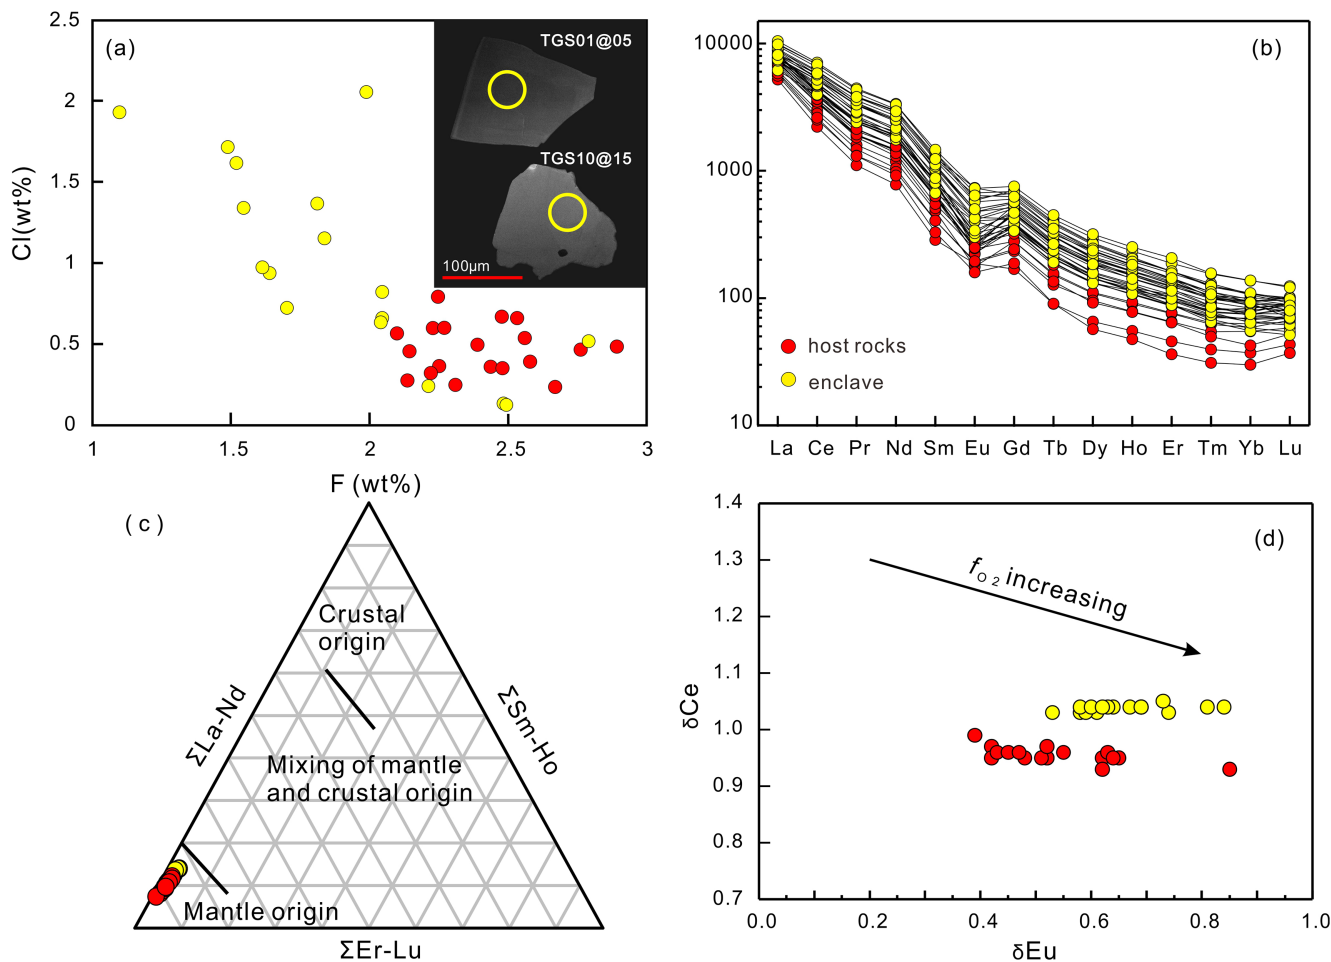 2.5
(a)
TGS01@05
2
TGS10@15
1.5
Cl(wt%)
1
100μm
0.5
0
1
1.5
2
2.5
3
F (wt%)
10000
(b)
1000
100
host rocks
enclave
10
La Ce Pr Nd Sm Eu Gd Tb Dy Ho Er Tm Yb Lu
( c )
Crustal
origin
ΣLa-Nd
ΣSm-Ho
Mixing of mantle
and crustal origin
Mantle origin
ΣEr-Lu
1.4
(d)
1.3
fO2 increasing
1.2
1.1
δCe
1.0
0.9
0.8
0.7
0.0
0.2
0.4
0.6
0.8
1.0
δEu